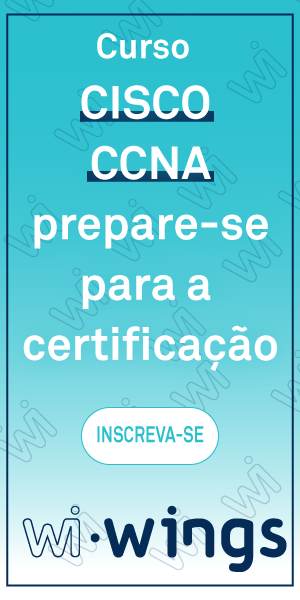 Curso
CISCO
CCNA
prepare-se
para a
certificação
INSCREVA-SE
wi·wings